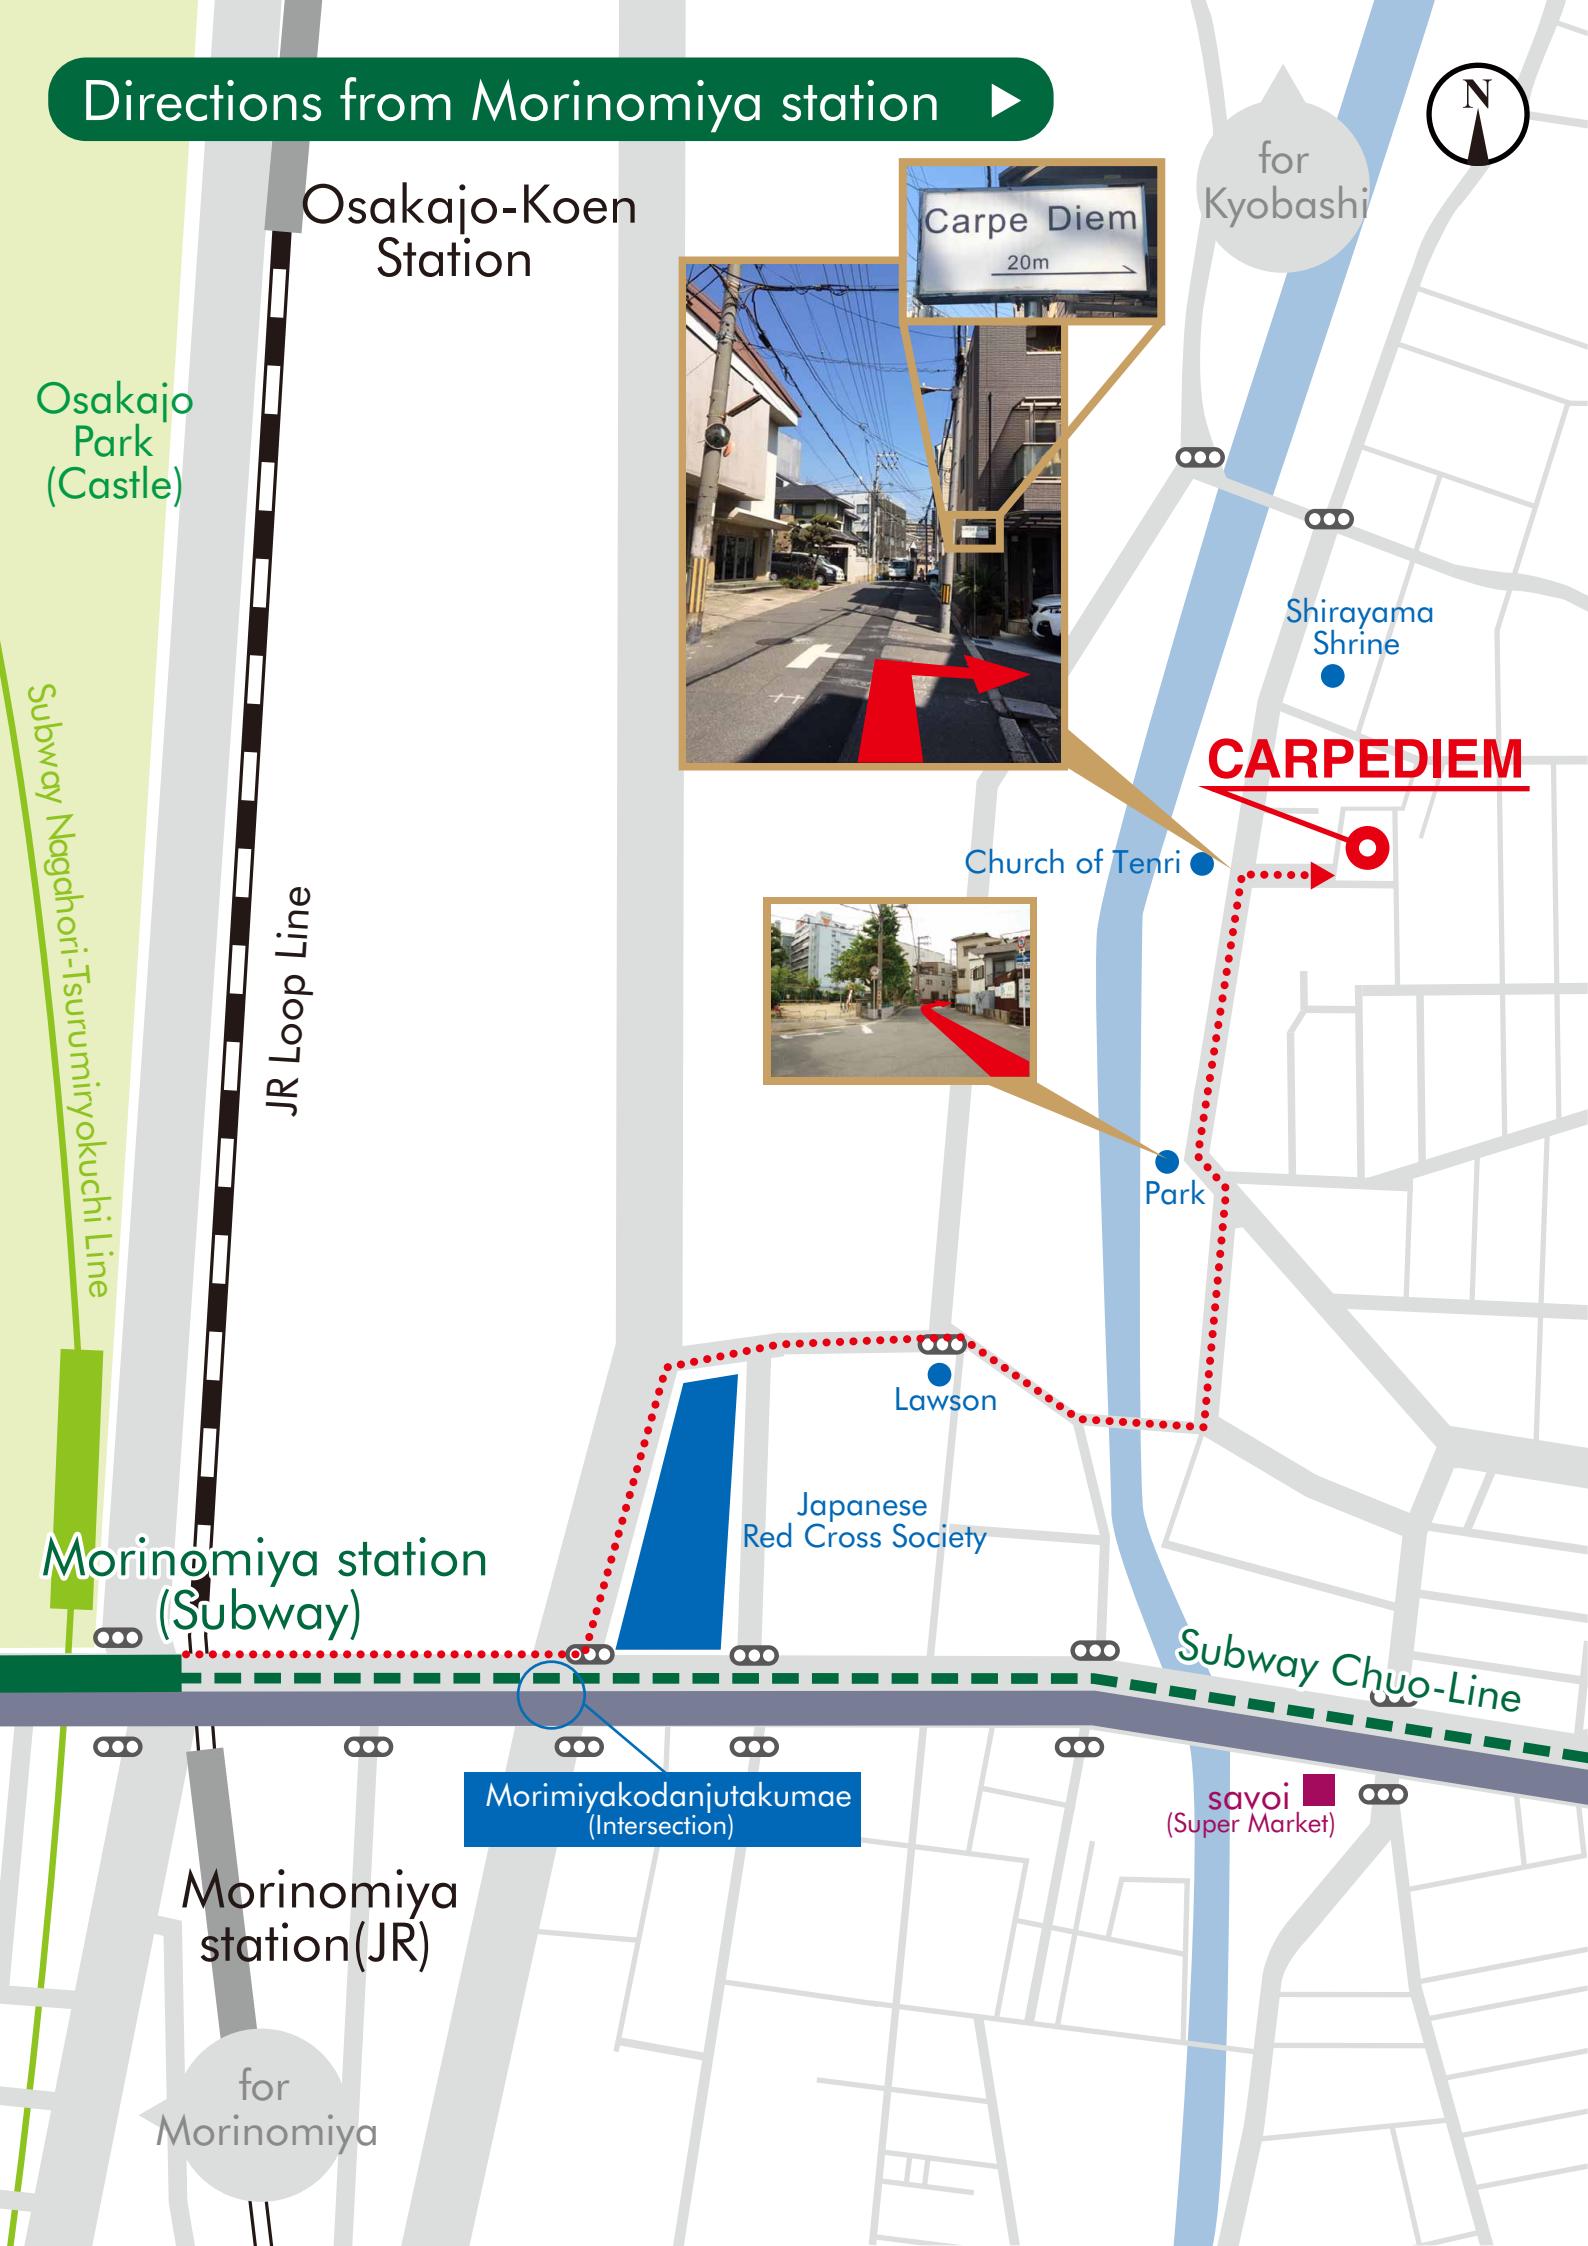 Directions from Morinomiya station
N
for
Kyobashi
Osakajo-Koen
Station
Carpe Diem
20m
Osakajo
Park
(Castle)
Shirayama
Shrine
Subway Nagahori-Tsurumiryokuchi Line
CARPEDIEM
Church of Tenri
JR Loop Line
Park
Lawson
Japanese
Red Cross Society
Morinomiya station
(Subway)
Subway Chuo-Line
Morimiyakodanjutakumae
(Intersection)
savoi
(Super Market)
Morinomiya
station(JR)
for
Morinomiya